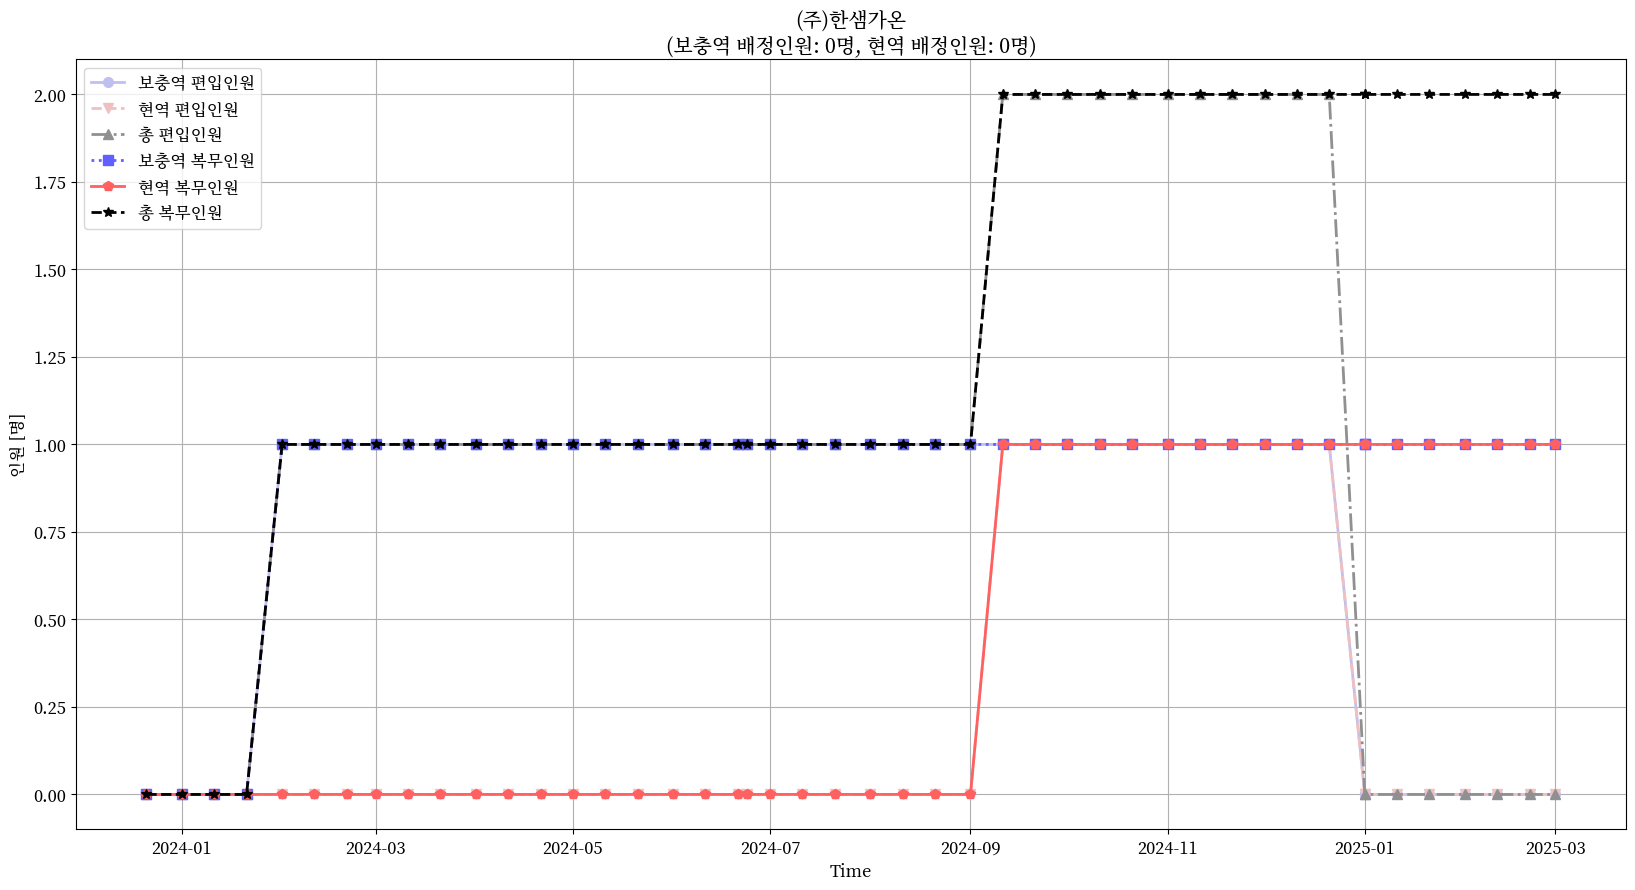 (주)한샘가온
(보충역 배정인원: 0명, 현역 배정인원: 0명)
보충역 편입인원
현역 편입인원
총 편입인원
보충역 복무인원
현역 복무인원
총 복무인원
인원 [명]
2.00
1.75
1.50
1.25
1.00
0.75
0.50
0.25
0.00
2024-01
2024-03
2024-05
2024-07
2024-09
2024-11
2025-01
2025-03
Time